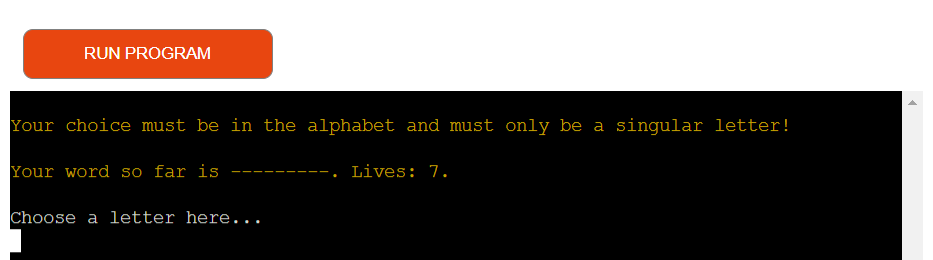 RUN PROGRAM
Your choice must be in the alphabet and must only be a singular letter!
Your word so far is ---------. Lives: 7.
Choose a letter here...